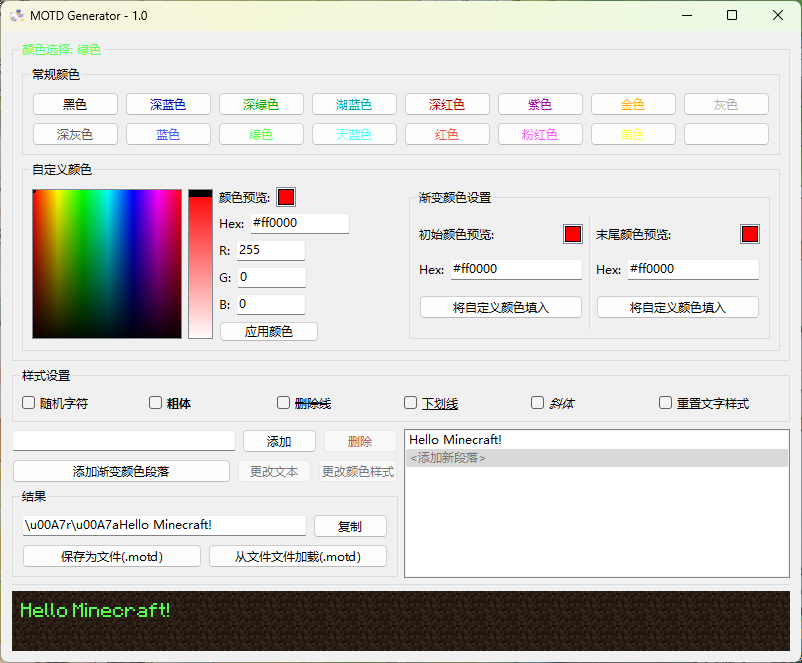 MOTD Generator - 1.0
颜色选择: 绿色
常规颜色
黑色 深蓝色 深绿色 湖蓝色 深红色 紫色 金色 灰色
深灰色 蓝色 绿色 天蓝色 红色 粉红色 黄色
自定义颜色
颜色预览:
Hex: #ff0000
R: 255
G: 0
B: 0
应用颜色
渐变颜色设置
初始颜色预览: 末尾颜色预览:
Hex: #ff0000 Hex: #ff0000
将自定义颜色填入 将自定义颜色填入
样式设置
随机字符 粗体 删除线 下划线 斜体 重置文字样式
添加 删除
添加渐变颜色段落 更改文本 更改颜色样式
Hello Minecraft!
<添加新段落>
结果
\u00A7r\u00A7aHello Minecraft! 复制
保存为文件(.motd) 从文件文件加载(.motd)
Hello Minecraft!